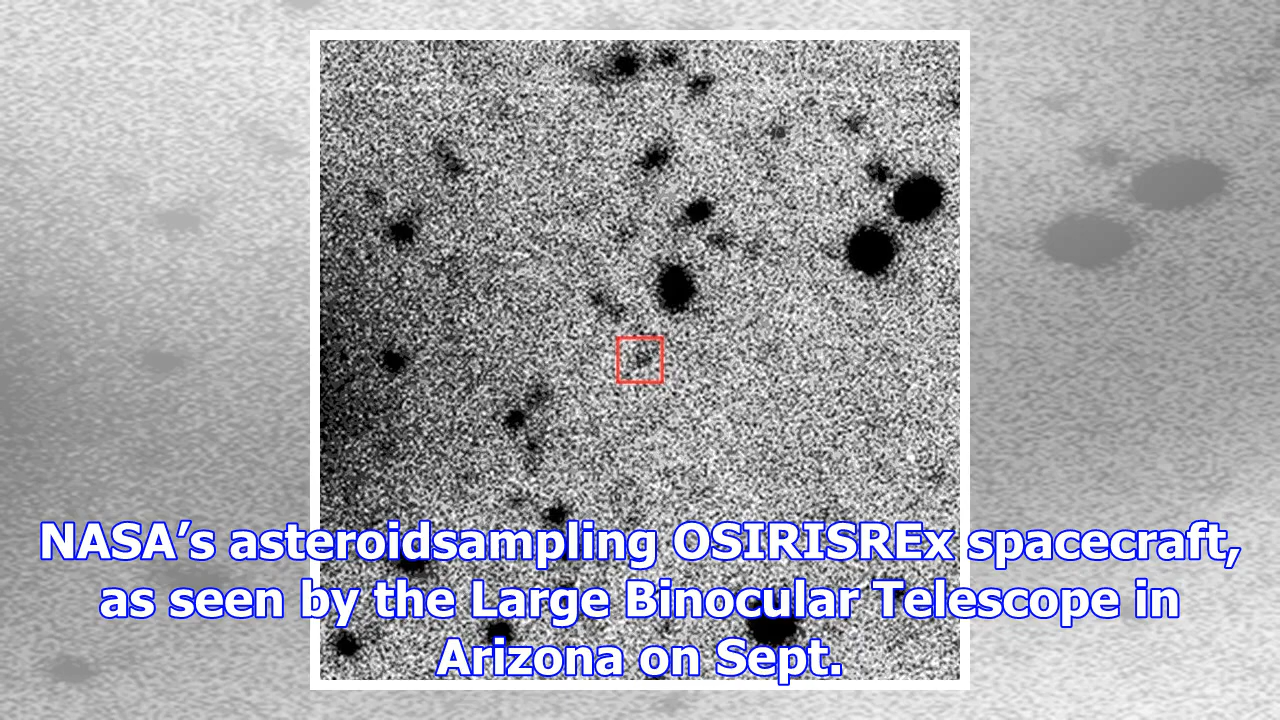 NASA’s asteroidsampling OSIRISREx spacecraft,
as seen by the Large Binocular Telescope in
Arizona on Sept.